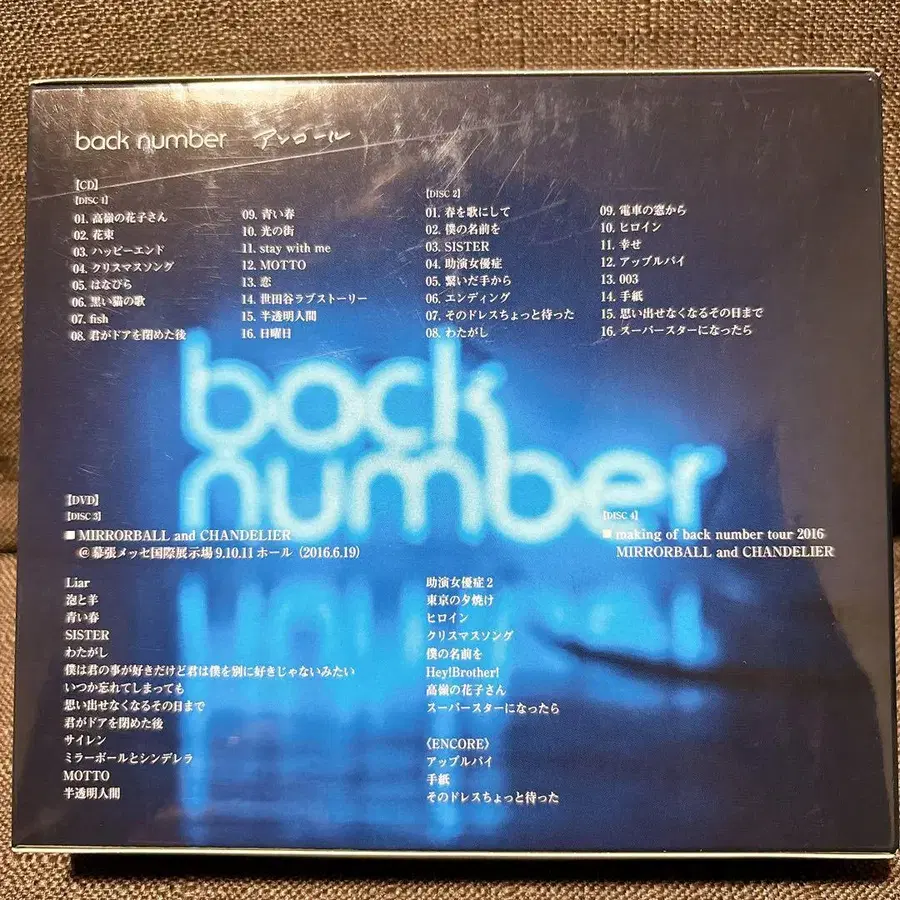 back number アンコール
【CD】
【DISC 1】
01. 高嶺の花子さん
02. 花束
03. ハッピーエンド
04. クリスマスソング
05. はなびら
06. 黒い猫の歌
07. fish
08. 君がドアを閉めた後
09. 青い春
10. 光の街
11. stay with me
12. MOTTO
13. 恋
14. 世田谷ラブストーリー
15. 半透明人間
16. 日曜日
【DISC 2】
01. 春を歌にして
02. 僕の名前を
03. SISTER
04. 助演女優症
05. 繋いだ手から
06. エンディング
07. そのドレスちょっと待った
08. わたがし
09. 電車の窓から
10. ヒロイン
11. 幸せ
12. アップルパイ
13. 003
14. 手紙
15. 思い出せなくなるその日まで
16. スーパースターになったら
back
number
【DVD】
【DISC 3】
■ MIRRORBALL and CHANDELIER
@ 幕張メッセ国際展示場 9.10.11 ホール（2016.6.19）
Liar
泡と羊
青い春
SISTER
わたがし
僕は君の事が好きだけど君は僕を別に好きじゃないみたい
いつか忘れてしまっても
思い出せなくなるその日まで
君がドアを閉めた後
サイレン
ミラーボールとシンデレラ
MOTTO
半透明人間
助演女優症 2
東京の夕焼け
ヒロイン
クリスマスソング
僕の名前を
Hey!Brother!
高嶺の花子さん
スーパースターになったら
〈ENCORE〉
アップルパイ
手紙
そのドレスちょっと待った
【DISC 4】
■ making of back number tour 2016
MIRRORBALL and CHANDELIER